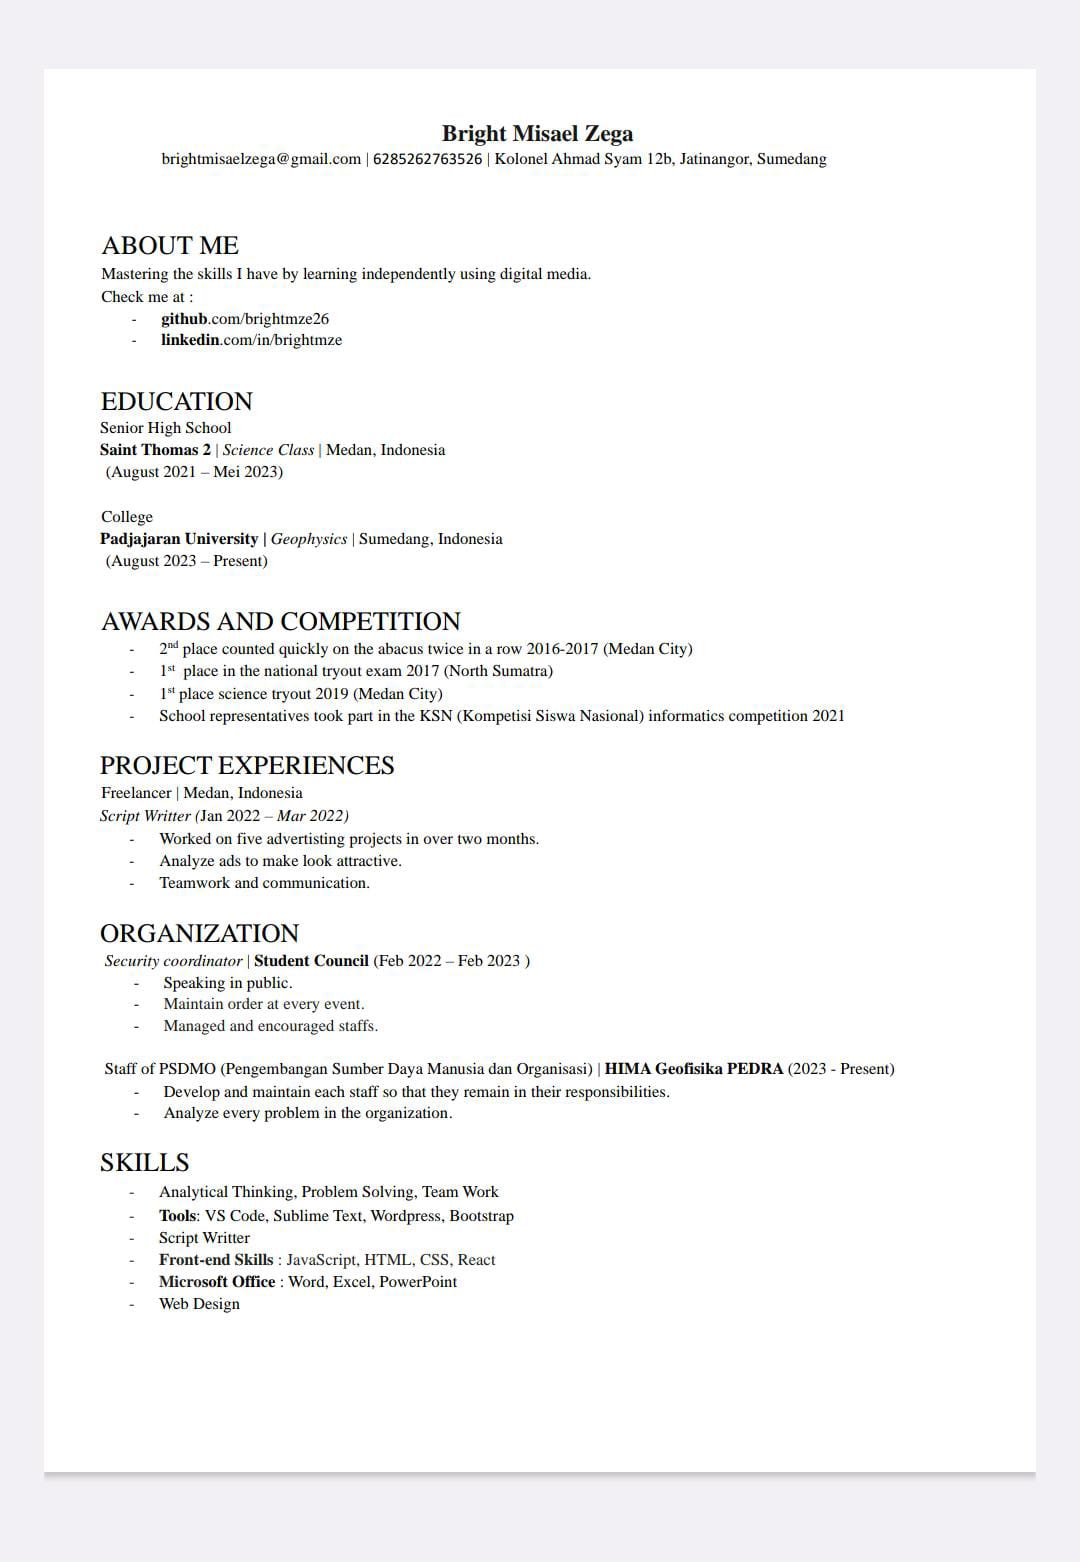 Bright Misael Zega
brightmisaelzega@gmail.com | 6285262763526 | Kolonel Ahmad Syam 12b, Jatinangor, Sumedang
ABOUT ME
Mastering the skills I have by learning independently using digital media.
Check me at :
- github.com/brightmze26
- linkedin.com/in/brightmze
EDUCATION
Senior High School
Saint Thomas 2 | Science Class | Medan, Indonesia
(August 2021 – Mei 2023)
College
Padjajaran University | Geophysics | Sumedang, Indonesia
(August 2023 – Present)
AWARDS AND COMPETITION
- 2nd place counted quickly on the abacus twice in a row 2016-2017 (Medan City)
- 1st place in the national tryout exam 2017 (North Sumatra)
- 1st place science tryout 2019 (Medan City)
- School representatives took part in the KSN (Kompetisi Siswa Nasional) informatics competition 2021
PROJECT EXPERIENCES
Freelancer | Medan, Indonesia
Script Writter (Jan 2022 – Mar 2022)
- Worked on five advertisting projects in over two months.
- Analyze ads to make look attractive.
- Teamwork and communication.
ORGANIZATION
Security coordinator | Student Council (Feb 2022 – Feb 2023 )
- Speaking in public.
- Maintain order at every event.
- Managed and encouraged staffs.
Staff of PSDMO (Pengembangan Sumber Daya Manusia dan Organisasi) | HIMA Geofisika PEDRA (2023 - Present)
- Develop and maintain each staff so that they remain in their responsibilities.
- Analyze every problem in the organization.
SKILLS
- Analytical Thinking, Problem Solving, Team Work
- Tools: VS Code, Sublime Text, Wordpress, Bootstrap
- Script Writter
- Front-end Skills : JavaScript, HTML, CSS, React
- Microsoft Office : Word, Excel, PowerPoint
- Web Design